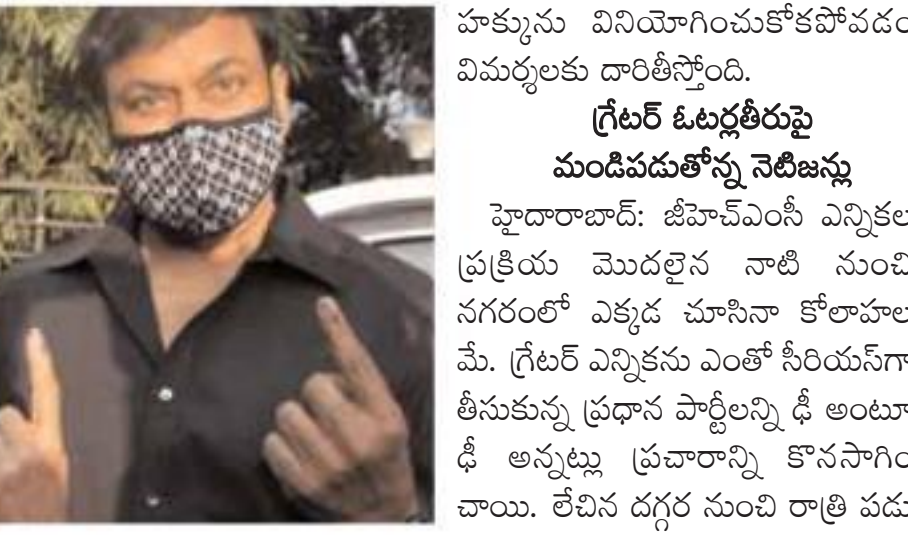 హక్కును వినియోగించుకోకపోవడం
విమర్శలకు దారితీస్తోంది.
గ్రేటర్ ఓటర్లతీరుపై
మండిపడుతోన్న నెటిజన్లు
హైదారాబాద్: జీహెచ్ఎంసీ ఎన్నికల
ప్రక్రియ మొదలైన నాటి నుంచి
నగరంలో ఎక్కడ చూసినా కోలాహల
మే. గ్రేటర్ ఎన్నికను ఎంతో సీరియస్‌గా
తీసుకున్న ప్రధాన పార్టీలన్ని ఢీ అంటూ
ఢీ అన్నట్లు ప్రచారాన్ని కొనసాగిం
చాయి. లేచిన దగ్గర నుంచి రాత్రి పడు